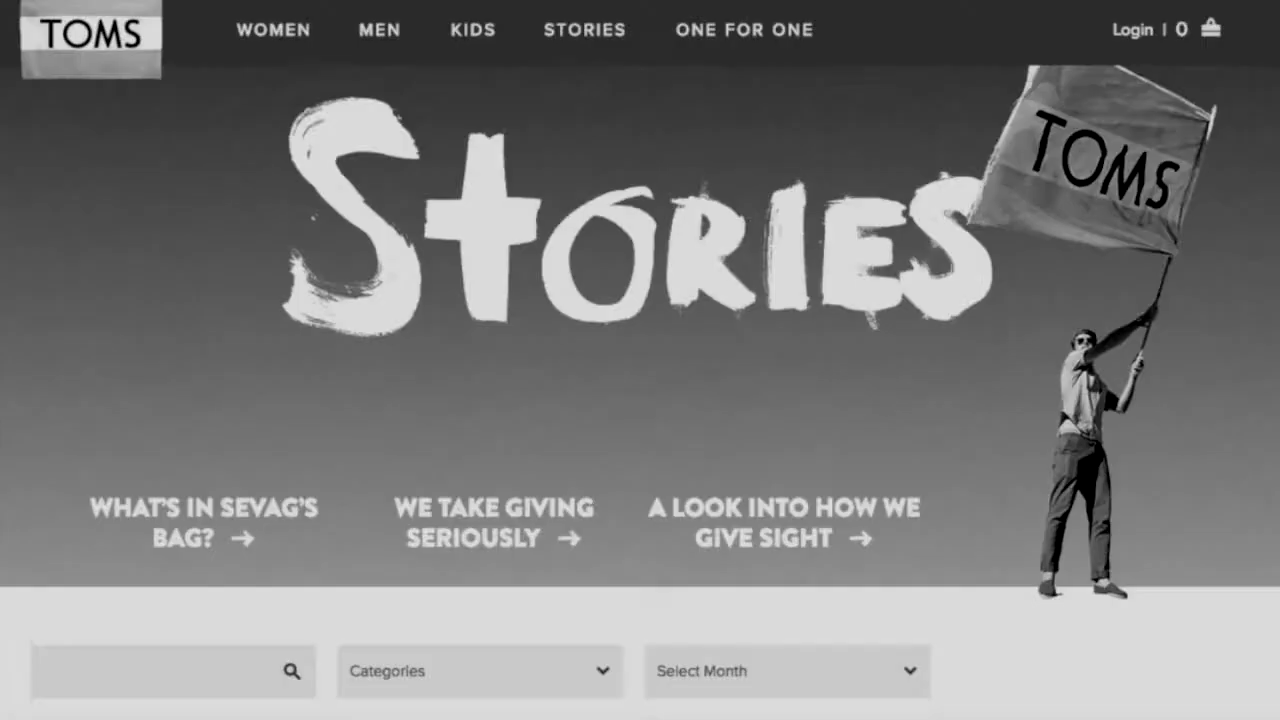 TOMS
WOMEN MEN KIDS STORIES ONE FOR ONE
Login | 0
StoRIES
TOMS
WHAT'S IN SEVAG'S
BAG? →
WE TAKE GIVING
SERIOUSLY →
A LOOK INTO HOW WE
GIVE SIGHT →
Categories
Select Month